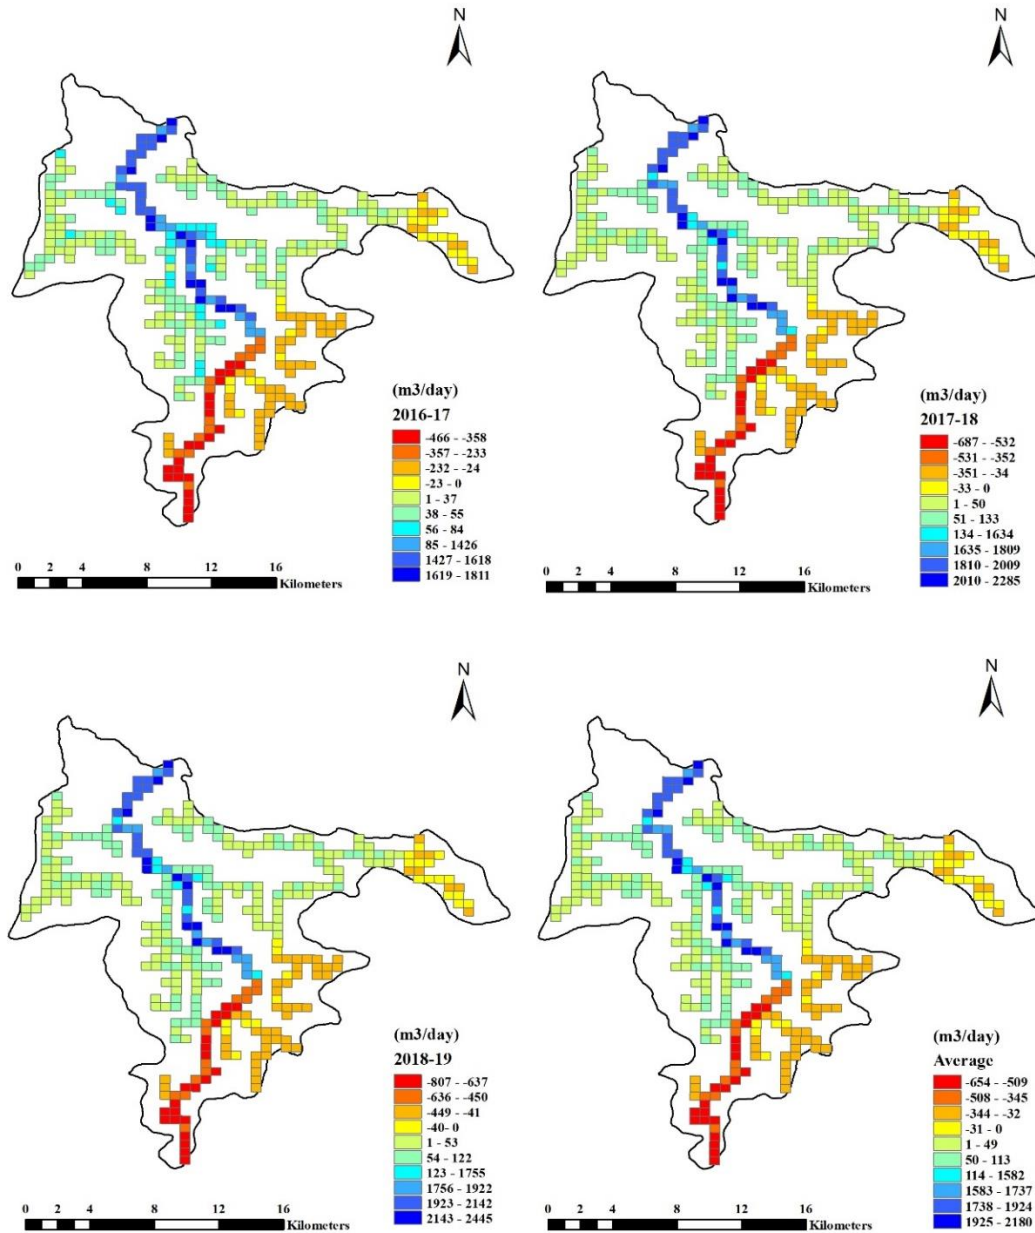 N
(m3/day)
2016-17
-466 - -358
-357 - -233
-232 - -24
-23 - 0
1 - 37
38 - 55
56 - 84
85 - 1426
1427 - 1618
1619 - 1811
0 2 4 8 12 16
Kilometers
N
(m3/day)
2017-18
-687 - -532
-531 - -352
-351 - -34
-33 - 0
1 - 50
51 - 133
134 - 1634
1635 - 1809
1810 - 2009
2010 - 2285
0 2 4 8 12 16
Kilometers
N
(m3/day)
2018-19
-807 - -637
-636 - -450
-449 - -41
-40 - 0
1 - 53
54 - 122
123 - 1755
1756 - 1922
1923 - 2142
2143 - 2445
0 2 4 8 12 16
Kilometers
N
(m3/day)
Average
-654 - -509
-508 - -345
-344 - -32
-31 - 0
1 - 49
50 - 113
114 - 1582
1583 - 1737
1738 - 1924
1925 - 2180
0 2 4 8 12 16
Kilometers